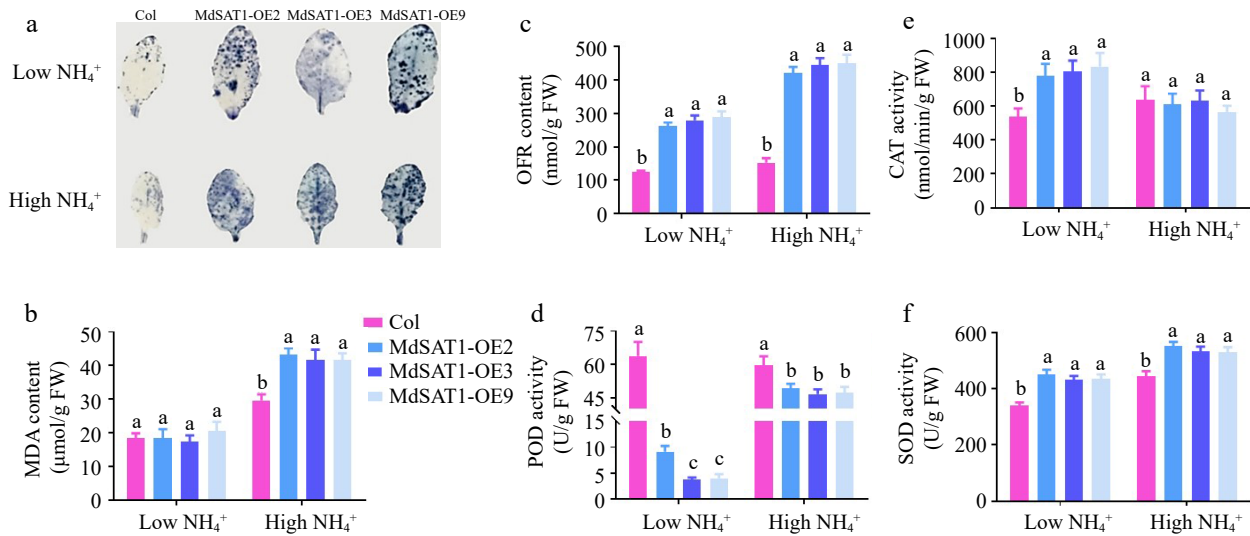 a
Col MdSAT1-OE2 MdSAT1-OE3 MdSAT1-OE9
Low NH₄⁺
High NH₄⁺
b
MDA content
(μmol/g FW)
50
40
30
20
10
0
a a a a
b a a a
Low NH₄⁺ High NH₄⁺
Col
MdSAT1-OE2
MdSAT1-OE3
MdSAT1-OE9
c
OFR content
(nmol/g FW)
500
400
300
200
100
0
b a a a
b a a a
Low NH₄⁺ High NH₄⁺
d
POD activity
(U/g FW)
75
60
45
15
10
5
0
a b c c
a b b b
Low NH₄⁺ High NH₄⁺
e
CAT activity
(nmol/min/g FW)
1000
800
600
400
200
0
b a a a
a a a a
Low NH₄⁺ High NH₄⁺
f
SOD activity
(U/g FW)
600
400
600
0
b a a a
b a a a
Low NH₄⁺ High NH₄⁺